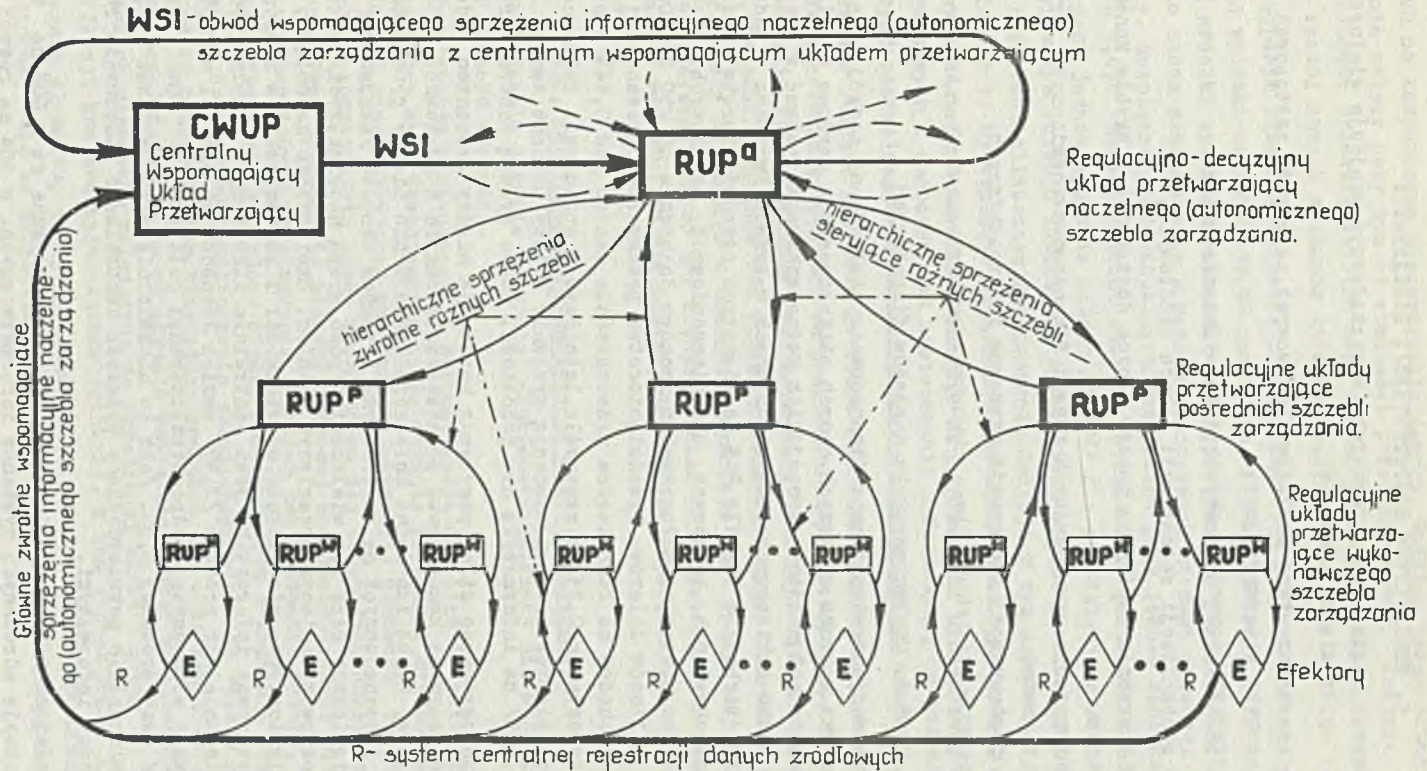 WSI - obwód wspomagającego sprzężenia informacyjnego naczelnego (autonomicznego)
szczebla zarządzania z centralnym wspomagającym układem przetwarzającym
CWUP
Centralny
Wspomagający
Układ
Przetwarzający
WSI
RUPᵃ
Regulacyjno-decyzyjny
układ przetwarzający
naczelnego (autonomicznego)
szczebla zarządzania.
hierarchiczne sprzężenia
zwrotne rożnych szczebli
hierarchiczne sprzężenia
sterujące rożnych szczebli
Główne zwrotne wspomagające
sprzężenia informacyjne naczelne-
go (autonomicznego szczebla zarządzania)
RUPᵖ RUPᵖ RUPᵖ
Regulacyjne układy
przetwarzające
pośrednich szczebli
zarządzania.
RUPᵂ RUPᵂ RUPᵂ RUPᵂ RUPᵂ RUPᵂ RUPᵂ RUPᵂ RUPᵂ
Regulacyjne
układy
przetwarza-
jące wyko-
nawczego
szczebla
zarządzania
R E R E R E R E R E R E R E R E R E
Efektory
R- system centralnej rejestracji danych zródłowych